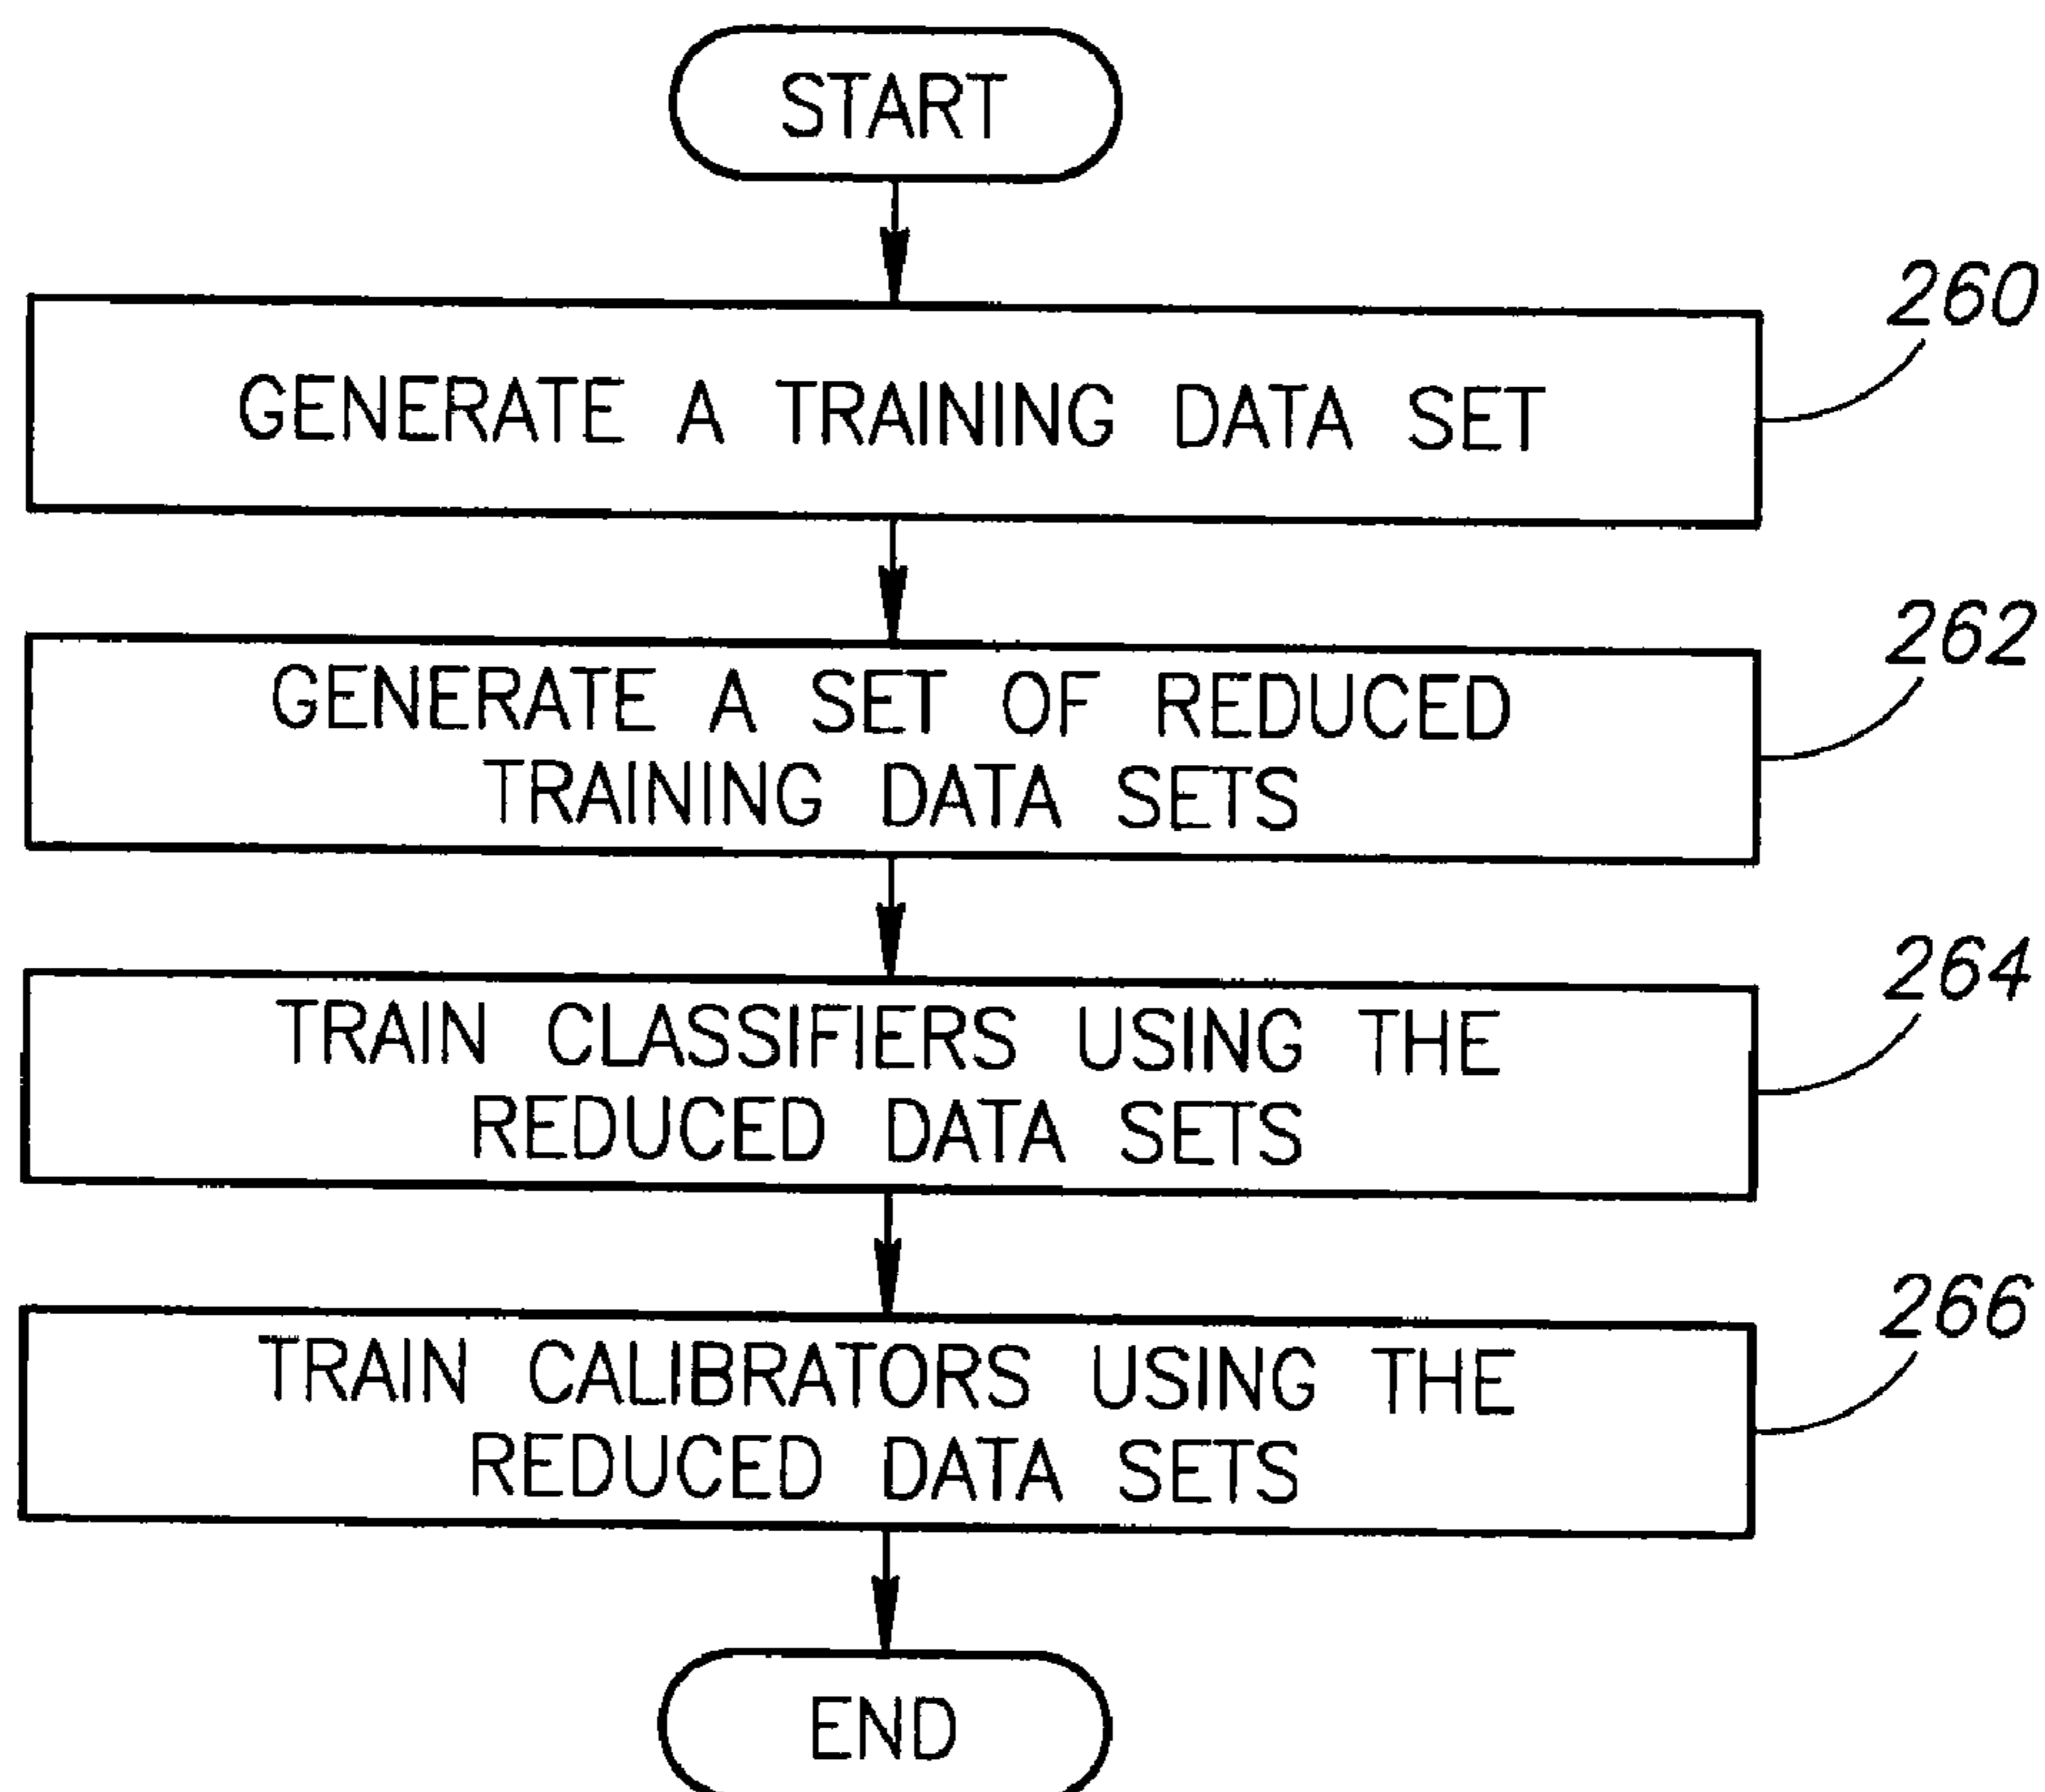 START
260
GENERATE A TRAINING DATA SET
262
GENERATE A SET OF REDUCED
TRAINING DATA SETS
264
TRAIN CLASSIFIERS USING THE
REDUCED DATA SETS
266
TRAIN CALIBRATORS USING THE
REDUCED DATA SETS
END